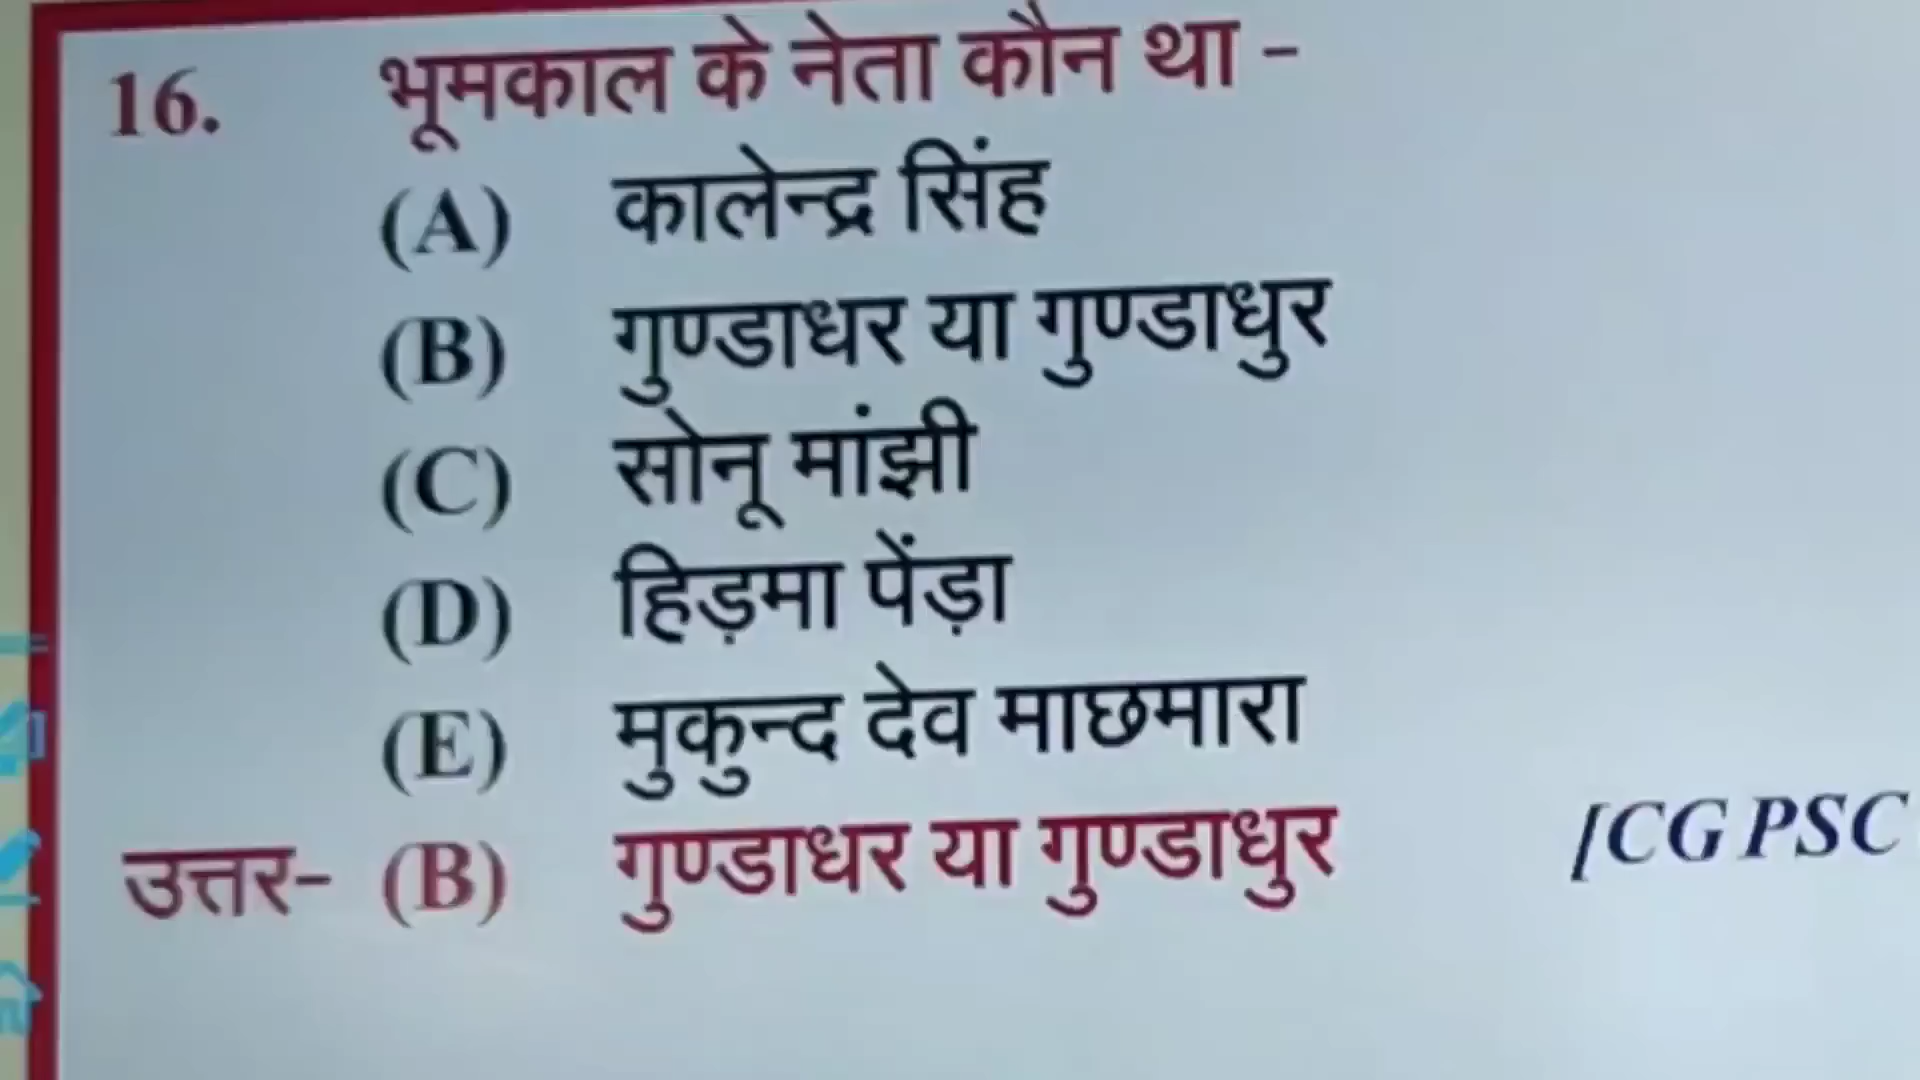 16. भूमकाल के नेता कौन था -
(A) कालेन्द्र सिंह
(B) गुण्डाधर या गुण्डाधुर
(C) सोनू मांझी
(D) हिड़मा पेंड़ा
(E) मुकुन्द देव माछमारा
उत्तर- (B) गुण्डाधर या गुण्डाधुर [CG PSC